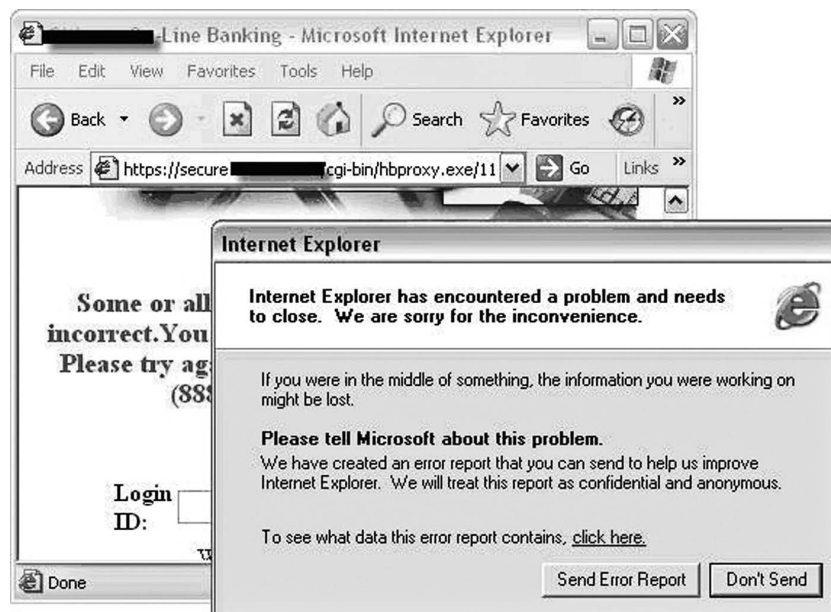 -Line Banking - Microsoft Internet Explorer
File Edit View Favorites Tools Help
Back Search Favorites »
Address https://secure /cgi-bin/hbproxy.exe/11 Go Links »
Internet Explorer
Internet Explorer has encountered a problem and needs
to close. We are sorry for the inconvenience.
Some or all
incorrect.You
Please try ag
(888
If you were in the middle of something, the information you were working on
might be lost.
Please tell Microsoft about this problem.
We have created an error report that you can send to help us improve
Internet Explorer. We will treat this report as confidential and anonymous.
To see what data this error report contains, click here.
Login
ID:
Send Error Report Don't Send
Done